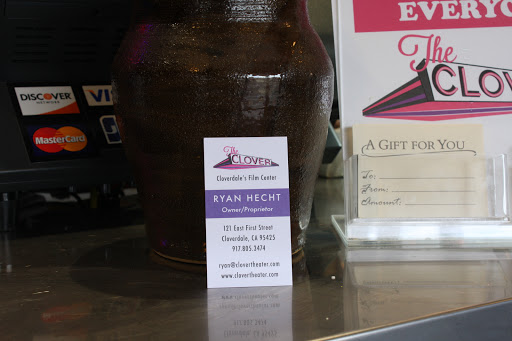 EVERYO
The
CLOVER
DISCOVER
VISA
MasterCard
A GIFT FOR YOU
To:
From:
Amount:
The
CLOVER
Cloverdale's Film Center
RYAN HECHT
Owner/Proprietor
121 East First Street
Cloverdale, CA 95425
917.805.3474
ryan@clovertheater.com
www.clovertheater.com